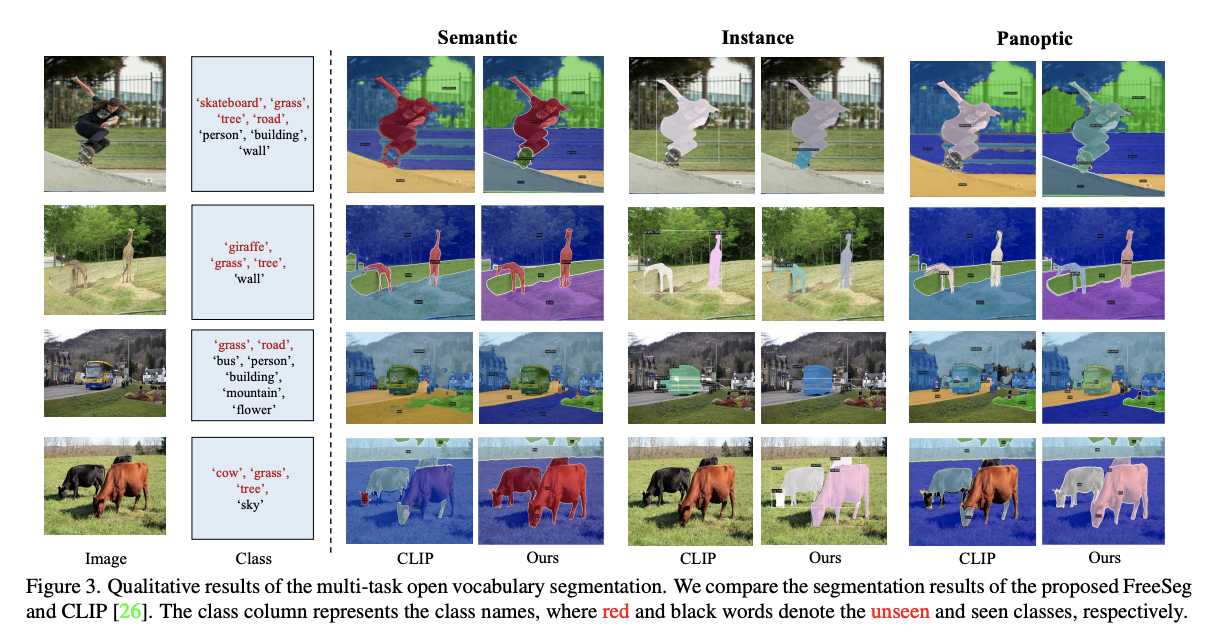 Semantic Instance Panoptic
‘skateboard’, ‘grass’,
‘tree’, ‘road’,
‘person’, ‘building’,
‘wall’
‘giraffe’,
‘grass’, ‘tree’,
'wall’
‘grass’, ‘road’,
‘bus’, ‘person’,
‘building’,
‘mountain’,
‘flower’
‘cow’, ‘grass’,
‘tree’,
‘sky’
Image Class CLIP Ours CLIP Ours CLIP Ours
Figure 3. Qualitative results of the multi-task open vocabulary segmentation. We compare the segmentation results of the proposed FreeSeg
and CLIP [26]. The class column represents the class names, where red and black words denote the unseen and seen classes, respectively.